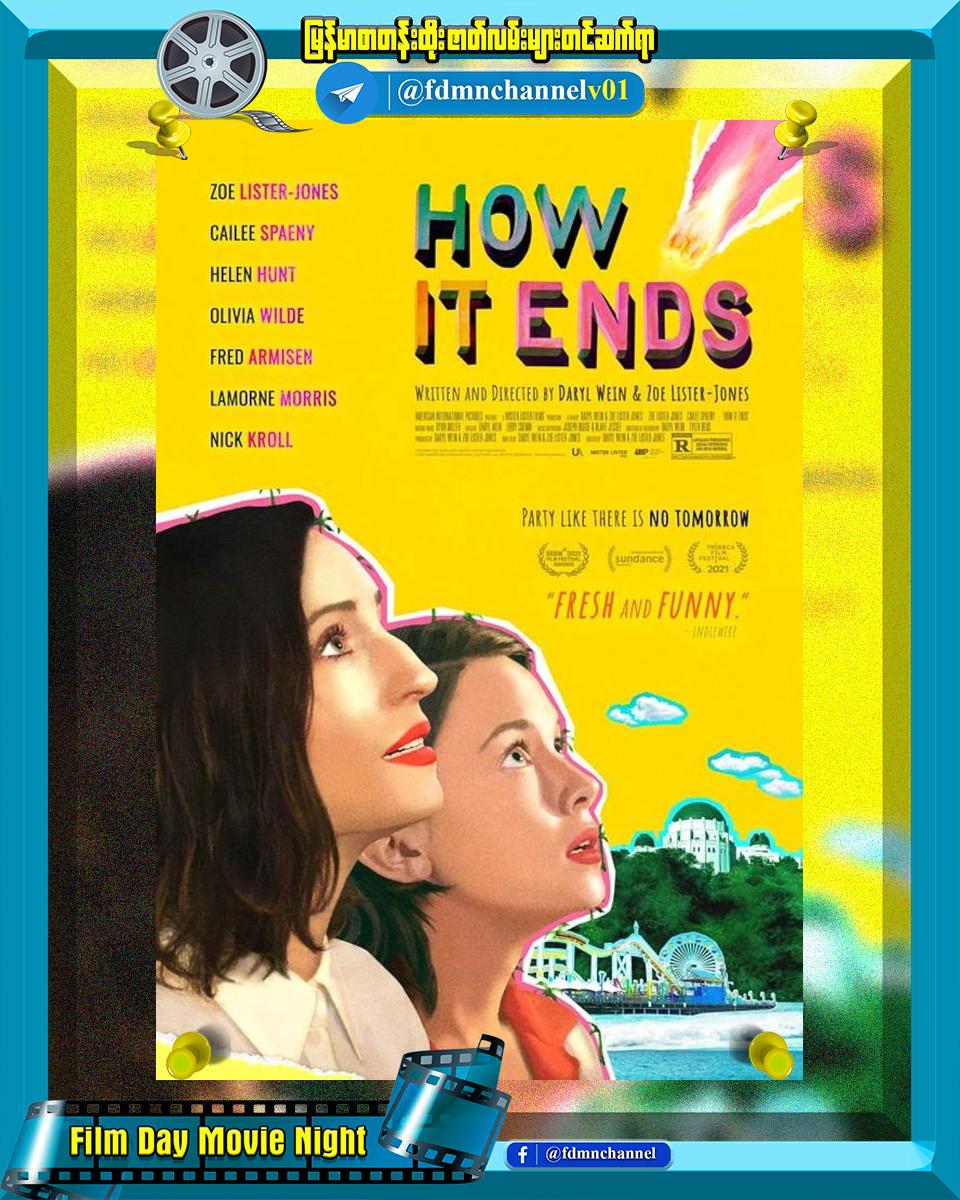 မြန်မာစာတန်းထိုးဇာတ်လမ်းများတင်ဆက်ရာ
@fdmnchannelv01
ZOE LISTER-JONES
CAILEE SPAENY
HELEN HUNT
OLIVIA WILDE
FRED ARMISEN
LAMORNE MORRIS
NICK KROLL
HOW
IT ENDS
WRITTEN AND DIRECTED BY DARYL WEIN & ZOE LISTER-JONES
R
PARTY LIKE THERE IS NO TOMORROW
sundance
TRIBECA
FILM
FESTIVAL
2021
"FRESH AND FUNNY."
- INDIEWIRE
Film Day Movie Night
f @fdmnchannel